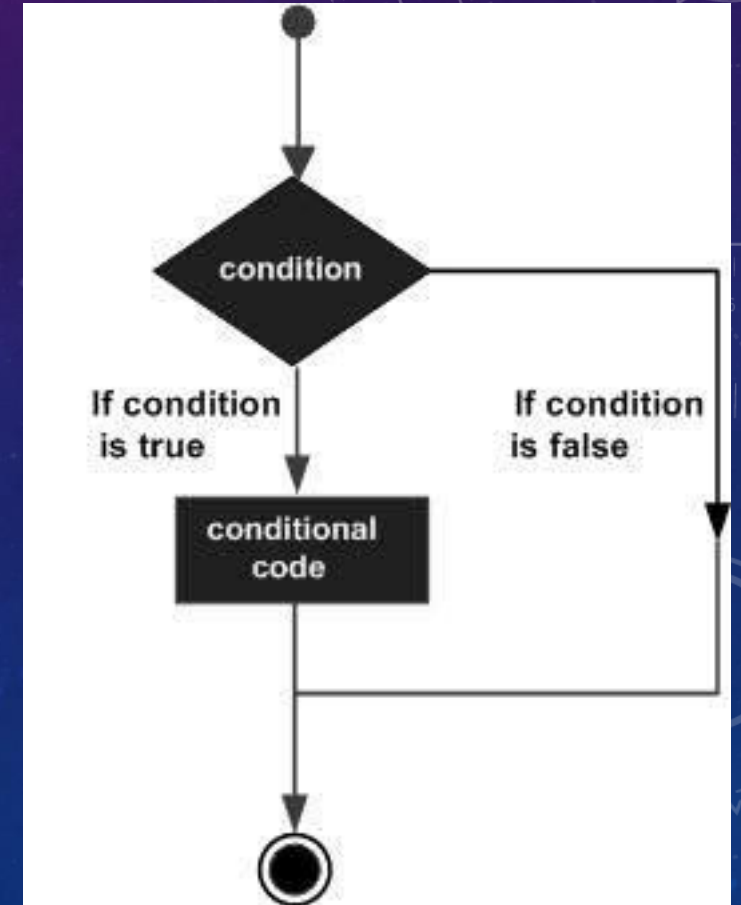 condition
If condition
is true
If condition
is false
conditional
code